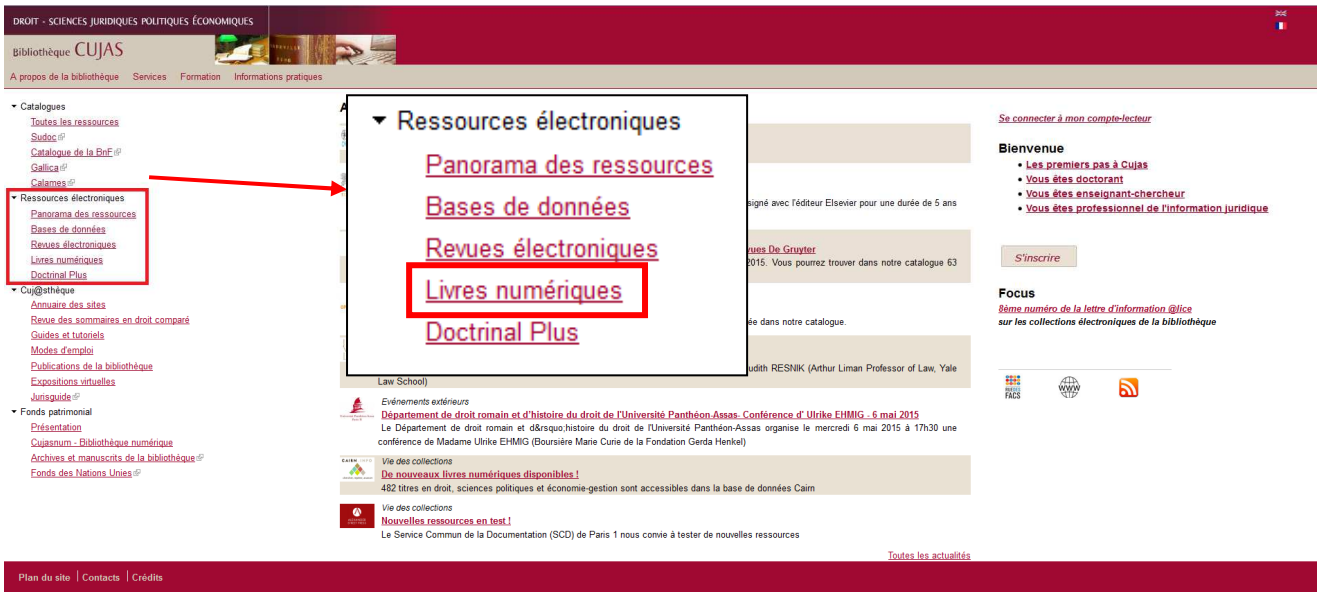 DROIT - SCIENCES JURIDIQUES POLITIQUES ÉCONOMIQUES
Bibliothèque CUJAS
A propos de la bibliothèque Services Formation Informations pratiques
Catalogues
Toutes les ressources
Sudoc
Catalogue de la BnF
Gallica
Calames
Ressources électroniques
Panorama des ressources
Bases de données
Revues électroniques
Livres numériques
Doctrinal Plus
Cuj@sthèque
Annuaire des sites
Revue des sommaires en droit comparé
Guides et tutoriels
Modes d'emploi
Publications de la bibliothèque
Expositions virtuelles
Jurisguide
Fonds patrimonial
Présentation
Cujasnum - Bibliothèque numérique
Archives et manuscrits de la bibliothèque
Fonds des Nations Unies
Ressources électroniques
Panorama des ressources
Bases de données
Revues électroniques
Livres numériques
Doctrinal Plus
signé avec l'éditeur Elsevier pour une durée de 5 ans
De Gruyter
2015. Vous pourrez trouver dans notre catalogue 63
dans notre catalogue.
RESNIK (Arthur Liman Professor of Law, Yale
Law School)
Evénements extérieurs
Département de droit romain et d'histoire du droit de l'Université Panthéon-Assas- Conférence d' Ulrike EHMIG - 6 mai 2015
Le Département de droit romain et d&rsquo;histoire du droit de l'Université Panthéon-Assas organise le mercredi 6 mai 2015 à 17h30 une
conférence de Madame Ulrike EHMIG (Boursière Marie Curie de la Fondation Gerda Henkel)
Vie des collections
De nouveaux livres numériques disponibles !
482 titres en droit, sciences politiques et économie-gestion sont accessibles dans la base de données Cairn
Vie des collections
Nouvelles ressources en test !
Le Service Commun de la Documentation (SCD) de Paris 1 nous convie à tester de nouvelles ressources
Toutes les actualités
Se connecter à mon compte-lecteur
Bienvenue
Les premiers pas à Cujas
Vous êtes doctorant
Vous êtes enseignant-chercheur
Vous êtes professionnel de l'information juridique
S'inscrire
Focus
8ème numéro de la lettre d'information @lice
sur les collections électroniques de la bibliothèque
FACS
WWW
Plan du site | Contacts | Crédits